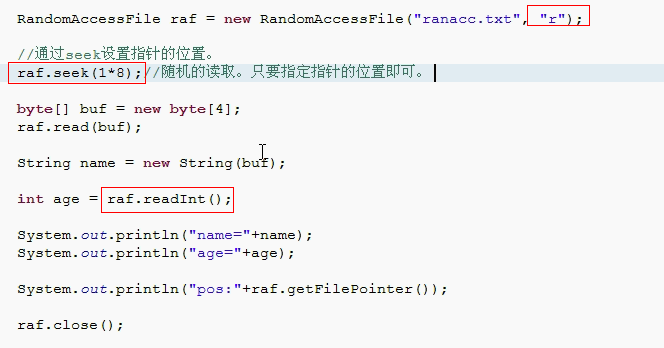 RandomAccessFile raf = new RandomAccessFile("ranacc.txt", "r");
//通过seek设置指针的位置。
raf.seek(1*8);//随机的读取。只要指定指针的位置即可。
byte[] buf = new byte[4];
raf.read(buf);
String name = new String(buf);
int age = raf.readInt();
System.out.println("name="+name);
System.out.println("age="+age);
System.out.println("pos:"+raf.getFilePointer());
raf.close();